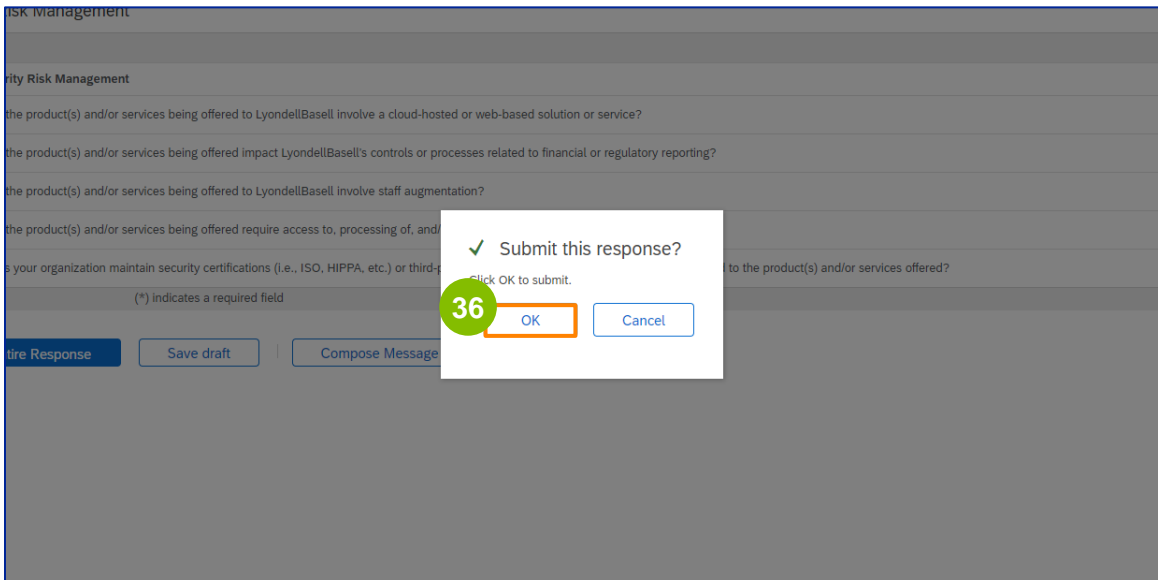 isk Management
rity Risk Management
the product(s) and/or services being offered to LyondellBasell involve a cloud-hosted or web-based solution or service?
the product(s) and/or services being offered impact LyondellBasell's controls or processes related to financial or regulatory reporting?
the product(s) and/or services being offered to LyondellBasell involve staff augmentation?
the product(s) and/or services being offered require access to, processing of, and/
s your organization maintain security certifications (i.e., ISO, HIPPA, etc.) or third-p d to the product(s) and/or services offered?
(*) indicates a required field
tire Response Save draft Compose Message
Submit this response?
Click OK to submit.
36 OK Cancel